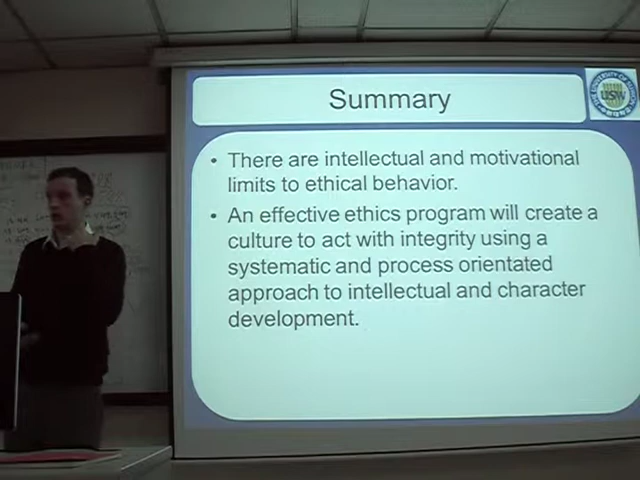 Summary
USW
• There are intellectual and motivational
limits to ethical behavior.
• An effective ethics program will create a
culture to act with integrity using a
systematic and process orientated
approach to intellectual and character
development.